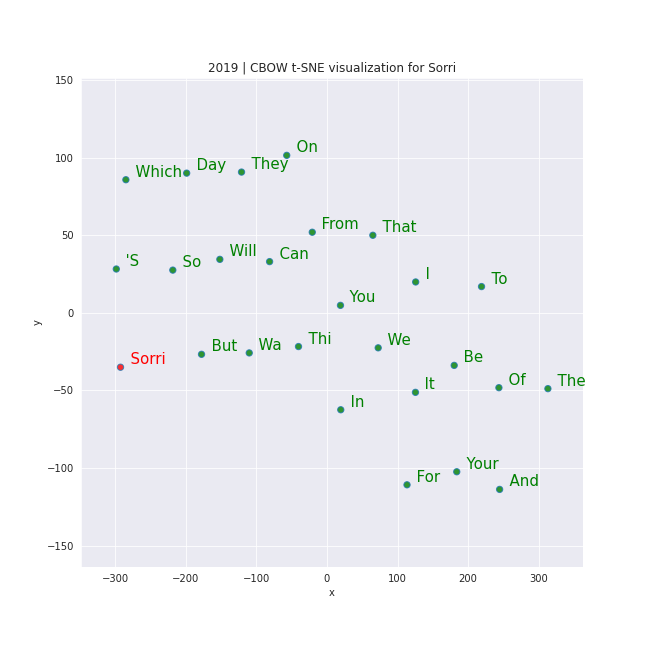 2019 | CBOW t-SNE visualization for Sorri
150
100
50
0
−50
−100
−150
y
On
They
Day
Which
From
That
Will
Can
So
'S
I
To
You
Thi
We
Wa
But
Sorri
Be
It
Of
The
In
Your
For
And
−300 −200 −100 0 100 200 300
x